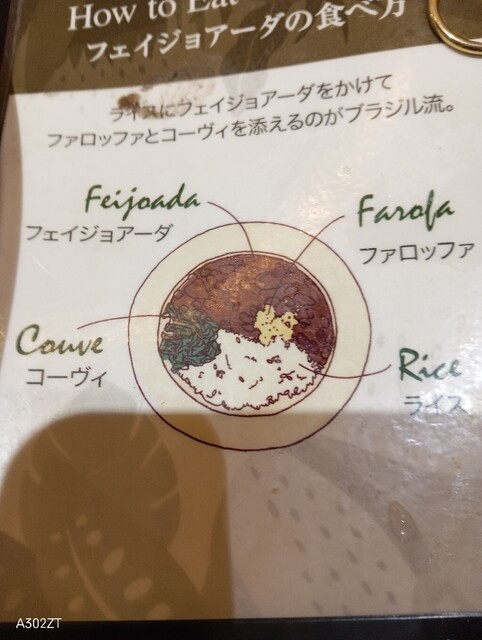 How to Eat
フェイジョアーダの食べ方
ライスにフェイジョアーダをかけて
ファロッファとコーヴィを添えるのがブラジル流。
Feijoada
フェイジョアーダ
Farofa
ファロッファ
Couve
コーヴィ
Rice
ライス
A302ZT